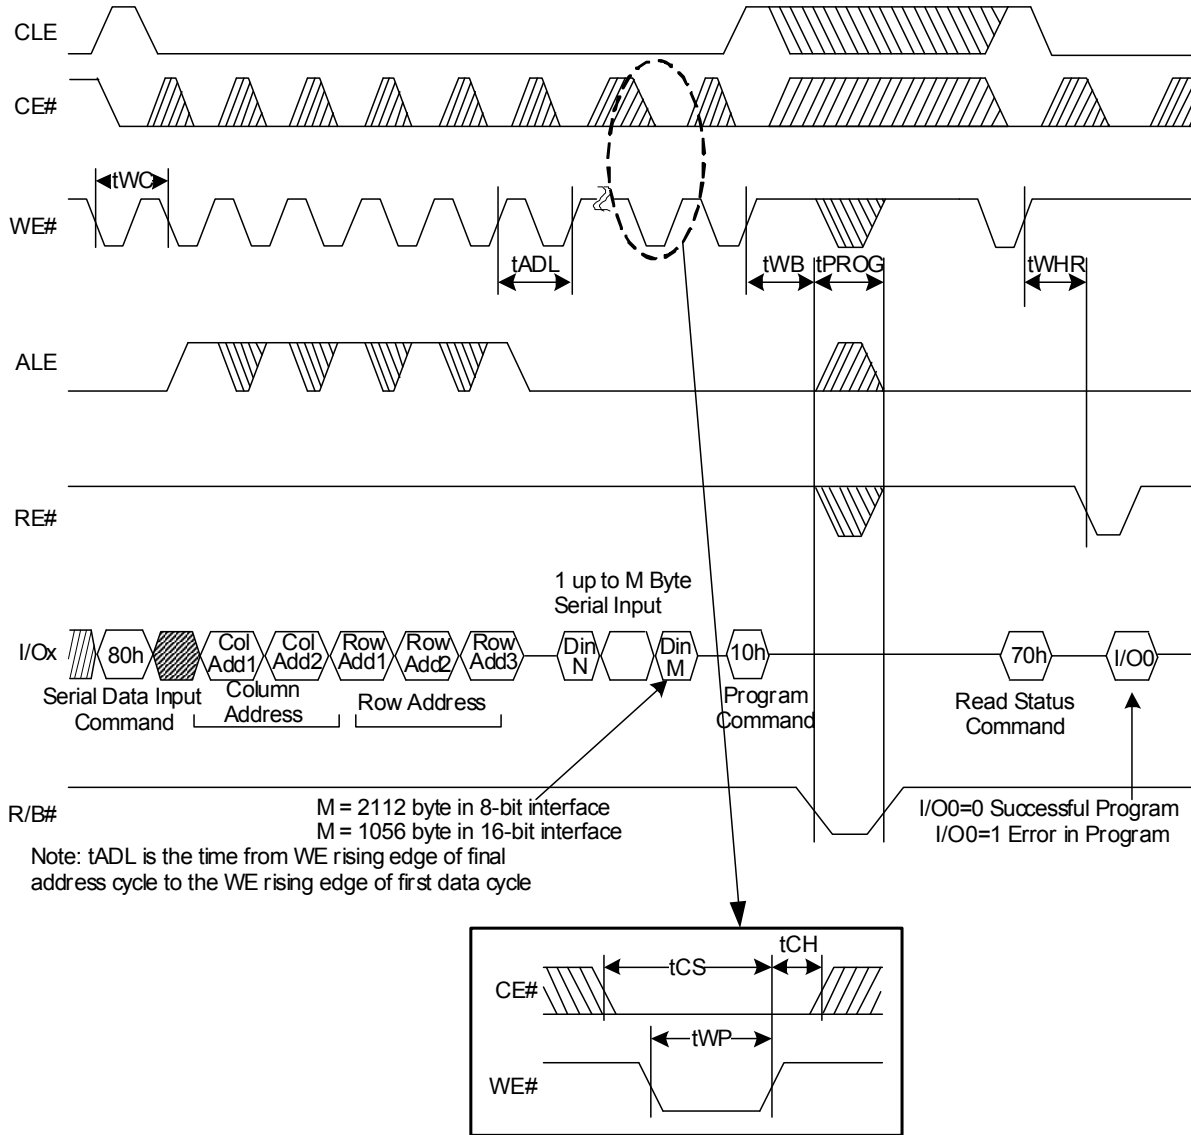 CLE
CE#
tWC
WE#
tADL
tWB
tPROG
tWHR
ALE
RE#
1 up to M Byte
Serial Input
I/Ox
80h
Col
Add1
Col
Add2
Row
Add1
Row
Add2
Row
Add3
Din
N
Din
M
10h
70h
I/O0
Serial Data Input
Command
Column
Address
Row Address
Program
Command
Read Status
Command
R/B#
M = 2112 byte in 8-bit interface
M = 1056 byte in 16-bit interface
I/O0=0 Successful Program
I/O0=1 Error in Program
Note: tADL is the time from WE rising edge of final
address cycle to the WE rising edge of first data cycle
tCH
tCS
CE#
tWP
WE#